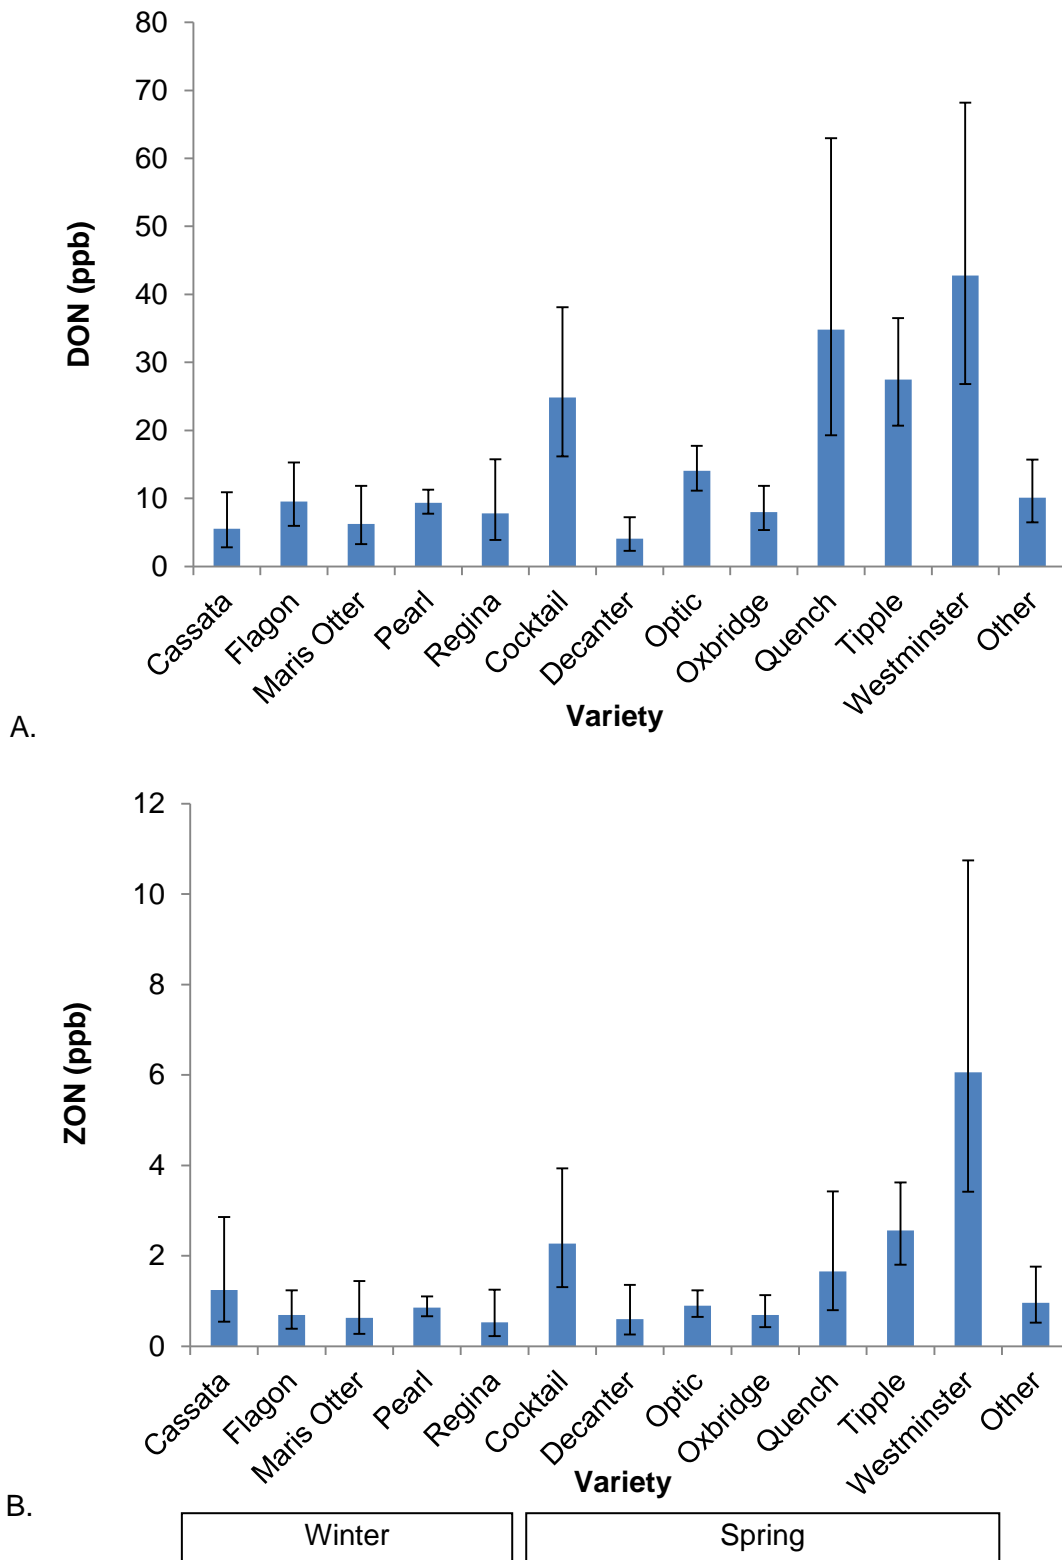 80
70
60
50
40
30
20
10
0
DON (ppb)
Cassata
Flagon
Maris Otter
Pearl
Regina
Cocktail
Decanter
Optic
Oxbridge
Quench
Tipple
Westminster
Other
Variety
A.
12
10
8
6
4
2
0
ZON (ppb)
Cassata
Flagon
Maris Otter
Pearl
Regina
Cocktail
Decanter
Optic
Oxbridge
Quench
Tipple
Westminster
Other
Variety
B.
Winter
Spring